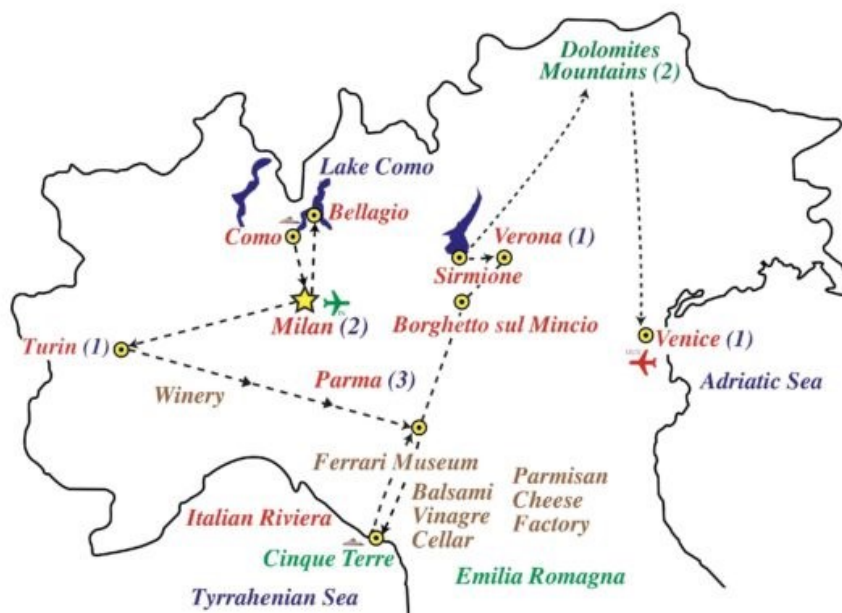 Dolomites
Mountains (2)
Lake Como
Bellagio
Como
Verona (1)
Sirmione
Milan (2)
Borghetto sul Mincio
Turin (1)
Venice (1)
Parma (3)
Adriatic Sea
Winery
Ferrari Museum
Balsami
Vinagre
Cellar
Parmisan
Cheese
Factory
Italian Riviera
Cinque Terre
Emilia Romagna
Tyrrahenian Sea